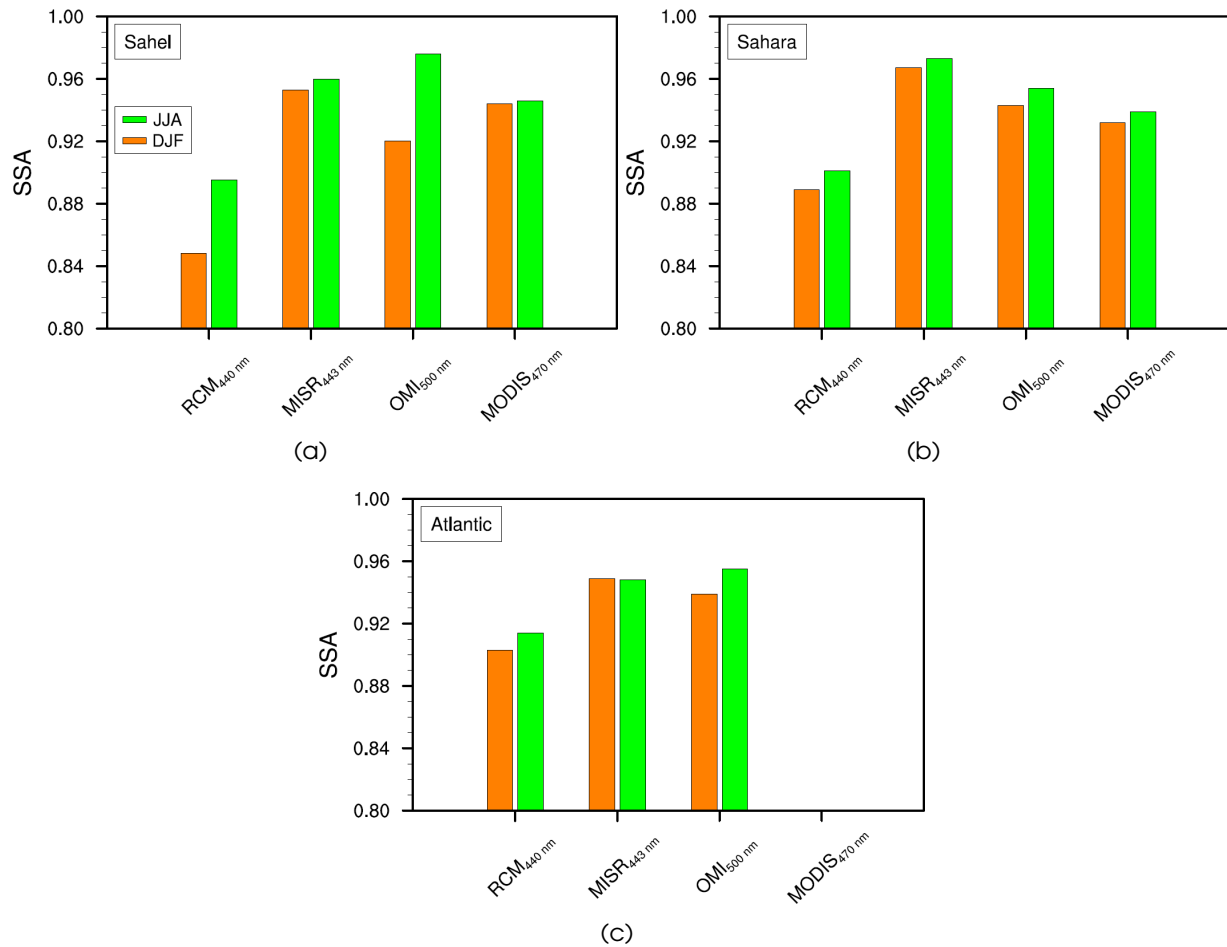 1.00
0.96
0.92
0.88
0.84
0.80
SSA
Sahel
JJA
DJF
RCM440 nm
MISR443 nm
OMI500 nm
MODIS470 nm
(a)
1.00
0.96
0.92
0.88
0.84
0.80
SSA
Sahara
RCM440 nm
MISR443 nm
OMI500 nm
MODIS470 nm
(b)
1.00
0.96
0.92
0.88
0.84
0.80
SSA
Atlantic
RCM440 nm
MISR443 nm
OMI500 nm
MODIS470 nm
(c)